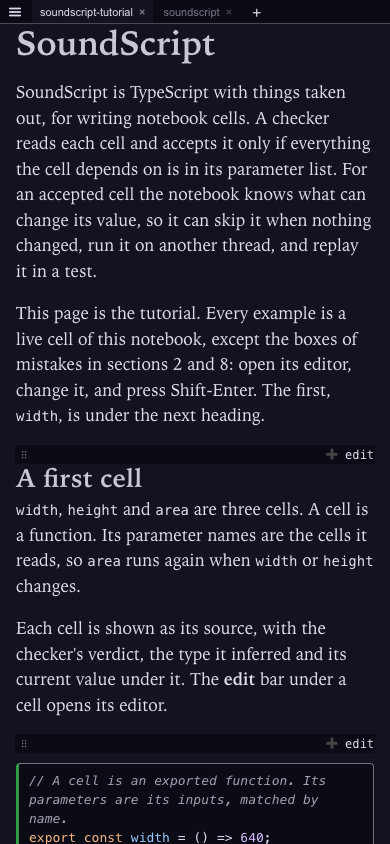 soundscript-tutorial × soundscript × +
SoundScript
SoundScript is TypeScript with things taken
out, for writing notebook cells. A checker
reads each cell and accepts it only if everything
the cell depends on is in its parameter list. For
an accepted cell the notebook knows what can
change its value, so it can skip it when nothing
changed, run it on another thread, and replay
it in a test.
This page is the tutorial. Every example is a
live cell of this notebook, except the boxes of
mistakes in sections 2 and 8: open its editor,
change it, and press Shift-Enter. The first,
width, is under the next heading.
+ edit
A first cell
width, height and area are three cells. A cell is
a function. Its parameter names are the cells it
reads, so area runs again when width or height
changes.
Each cell is shown as its source, with the
checker's verdict, the type it inferred and its
current value under it. The edit bar under a
cell opens its editor.
+ edit
// A cell is an exported function. Its
parameters are its inputs, matched by
name.
export const width = () => 640;